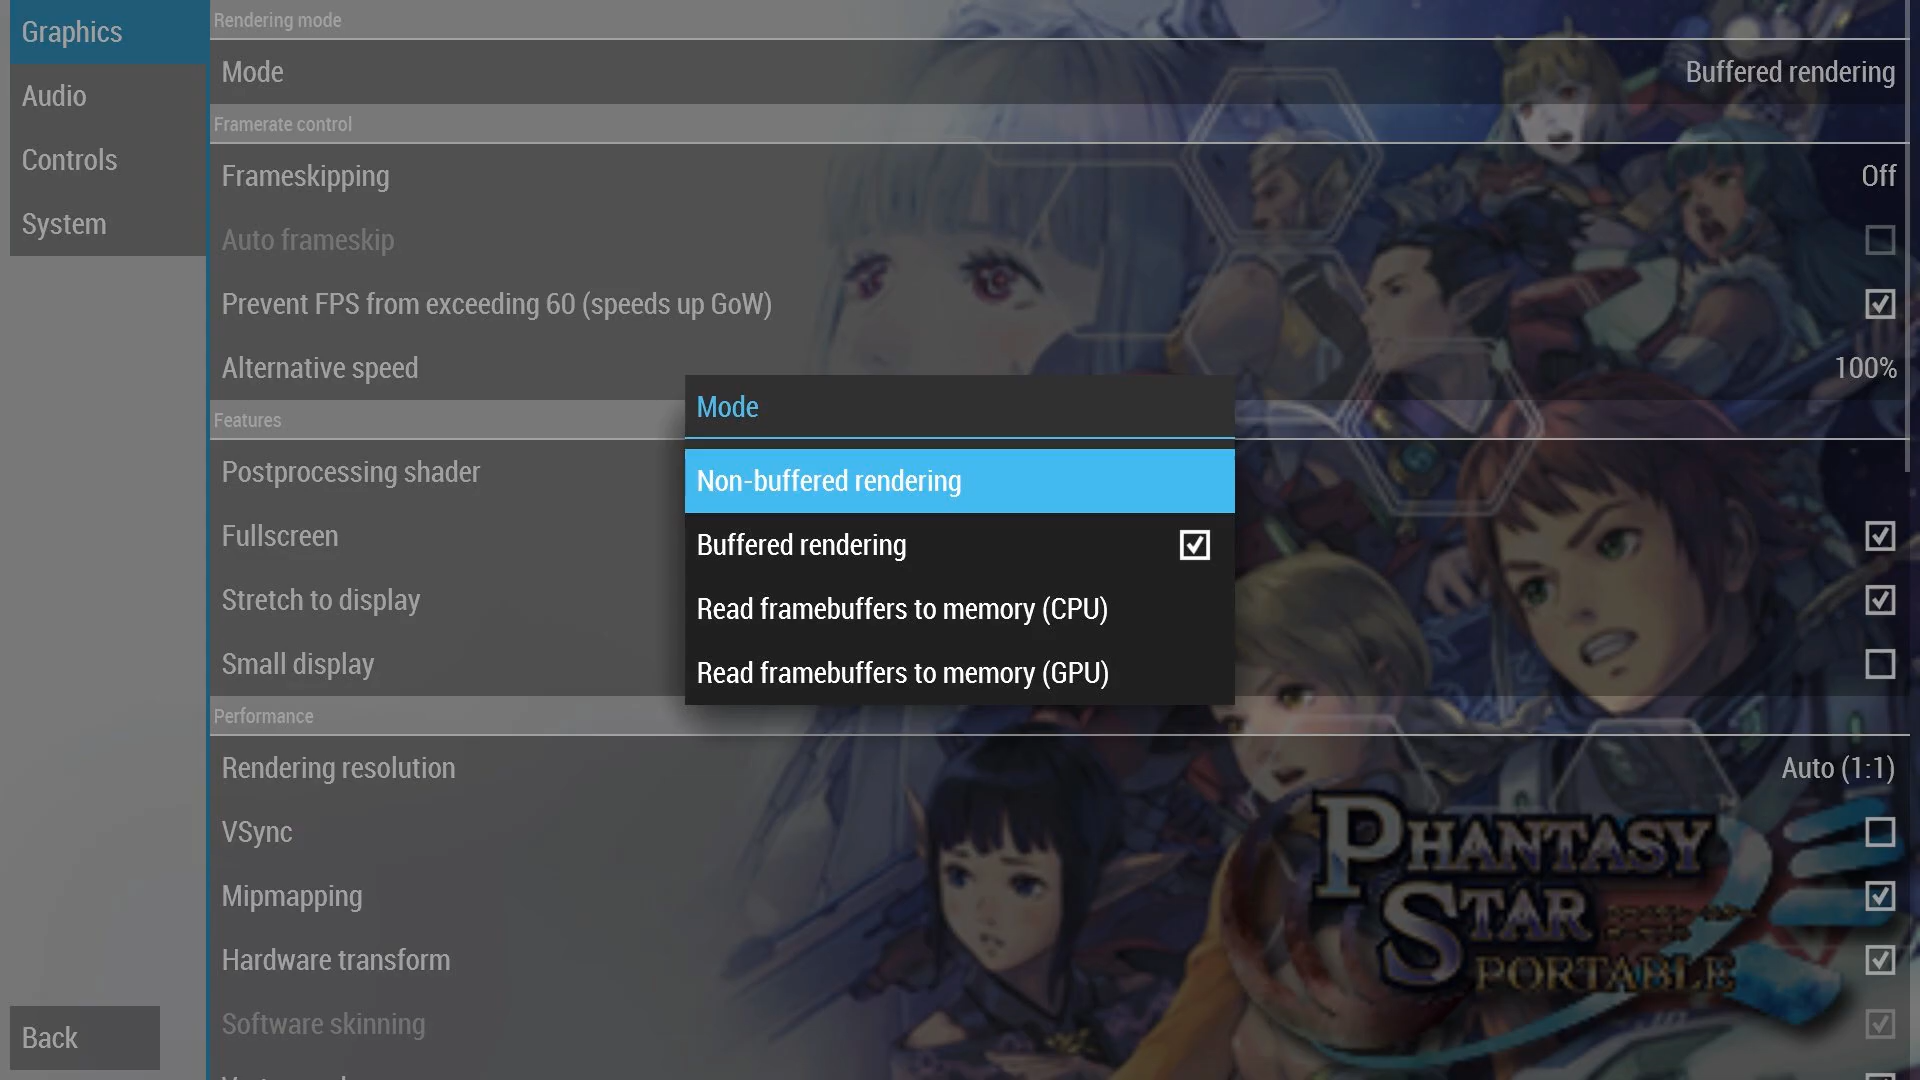 Graphics
Audio
Controls
System
Back
Rendering mode
Mode
Buffered rendering
Framerate control
Frameskipping
Off
Auto frameskip
Prevent FPS from exceeding 60 (speeds up GoW)
Alternative speed
100%
Features
Postprocessing shader
Fullscreen
Stretch to display
Small display
Performance
Rendering resolution
Auto (1:1)
VSync
Mipmapping
Hardware transform
Software skinning
Mode
Non-buffered rendering
Buffered rendering
Read framebuffers to memory (CPU)
Read framebuffers to memory (GPU)
PHANTASY
STAR
PORTABLE
2